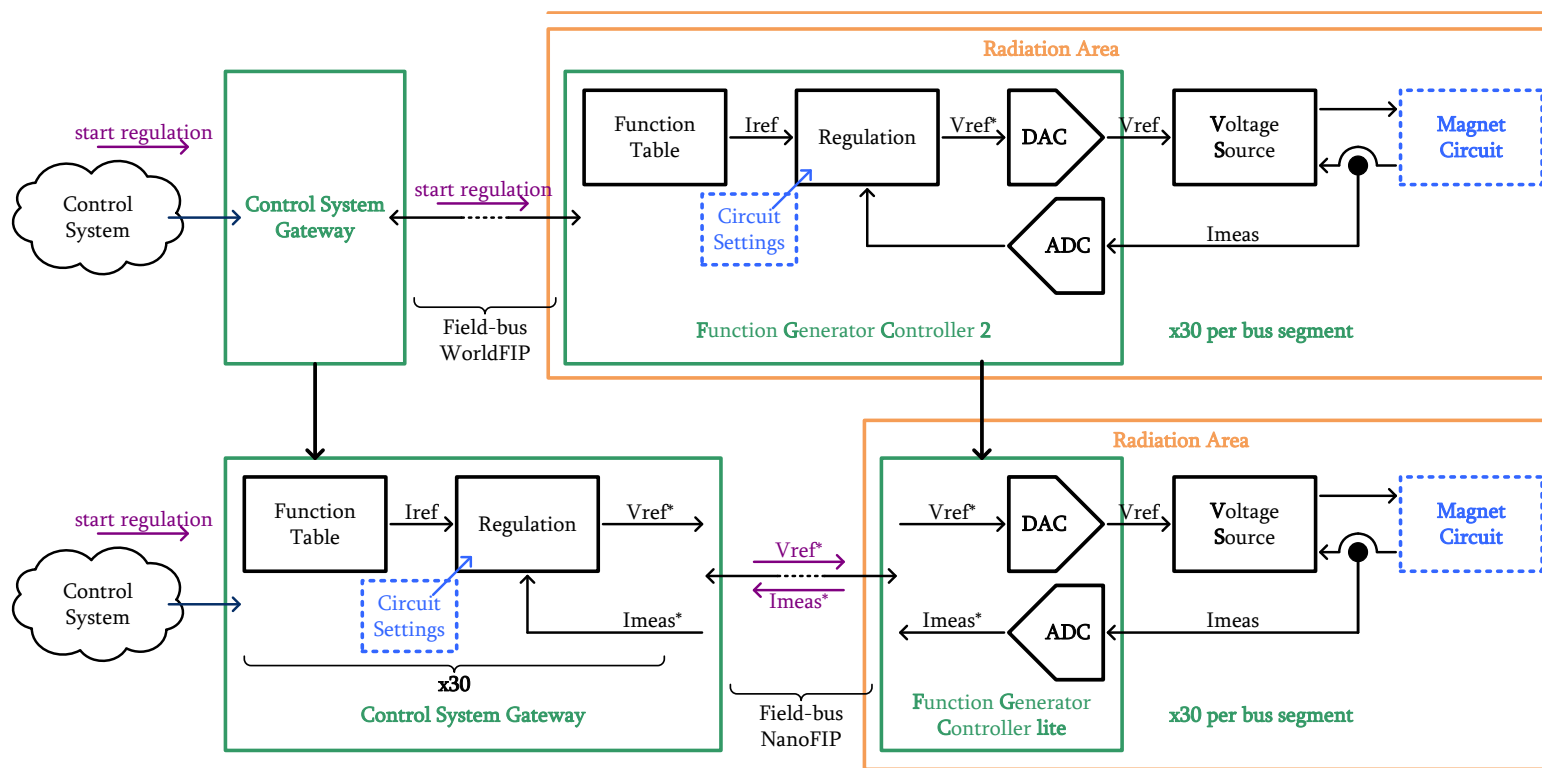 Radiation Area
start regulation
Control
System
Control System
Gateway
start regulation
Field-bus
WorldFIP
Function
Table
Iref
Regulation
Vref*
DAC
Vref
Voltage
Source
Magnet
Circuit
Circuit
Settings
ADC
Imeas
Function Generator Controller 2
x30 per bus segment
Radiation Area
start regulation
Control
System
Function
Table
Iref
Regulation
Vref*
Circuit
Settings
Imeas*
x30
Control System Gateway
Vref*
Imeas*
Field-bus
NanoFIP
Vref*
DAC
Vref
Voltage
Source
Magnet
Circuit
Imeas*
ADC
Imeas
Function Generator
Controller lite
x30 per bus segment